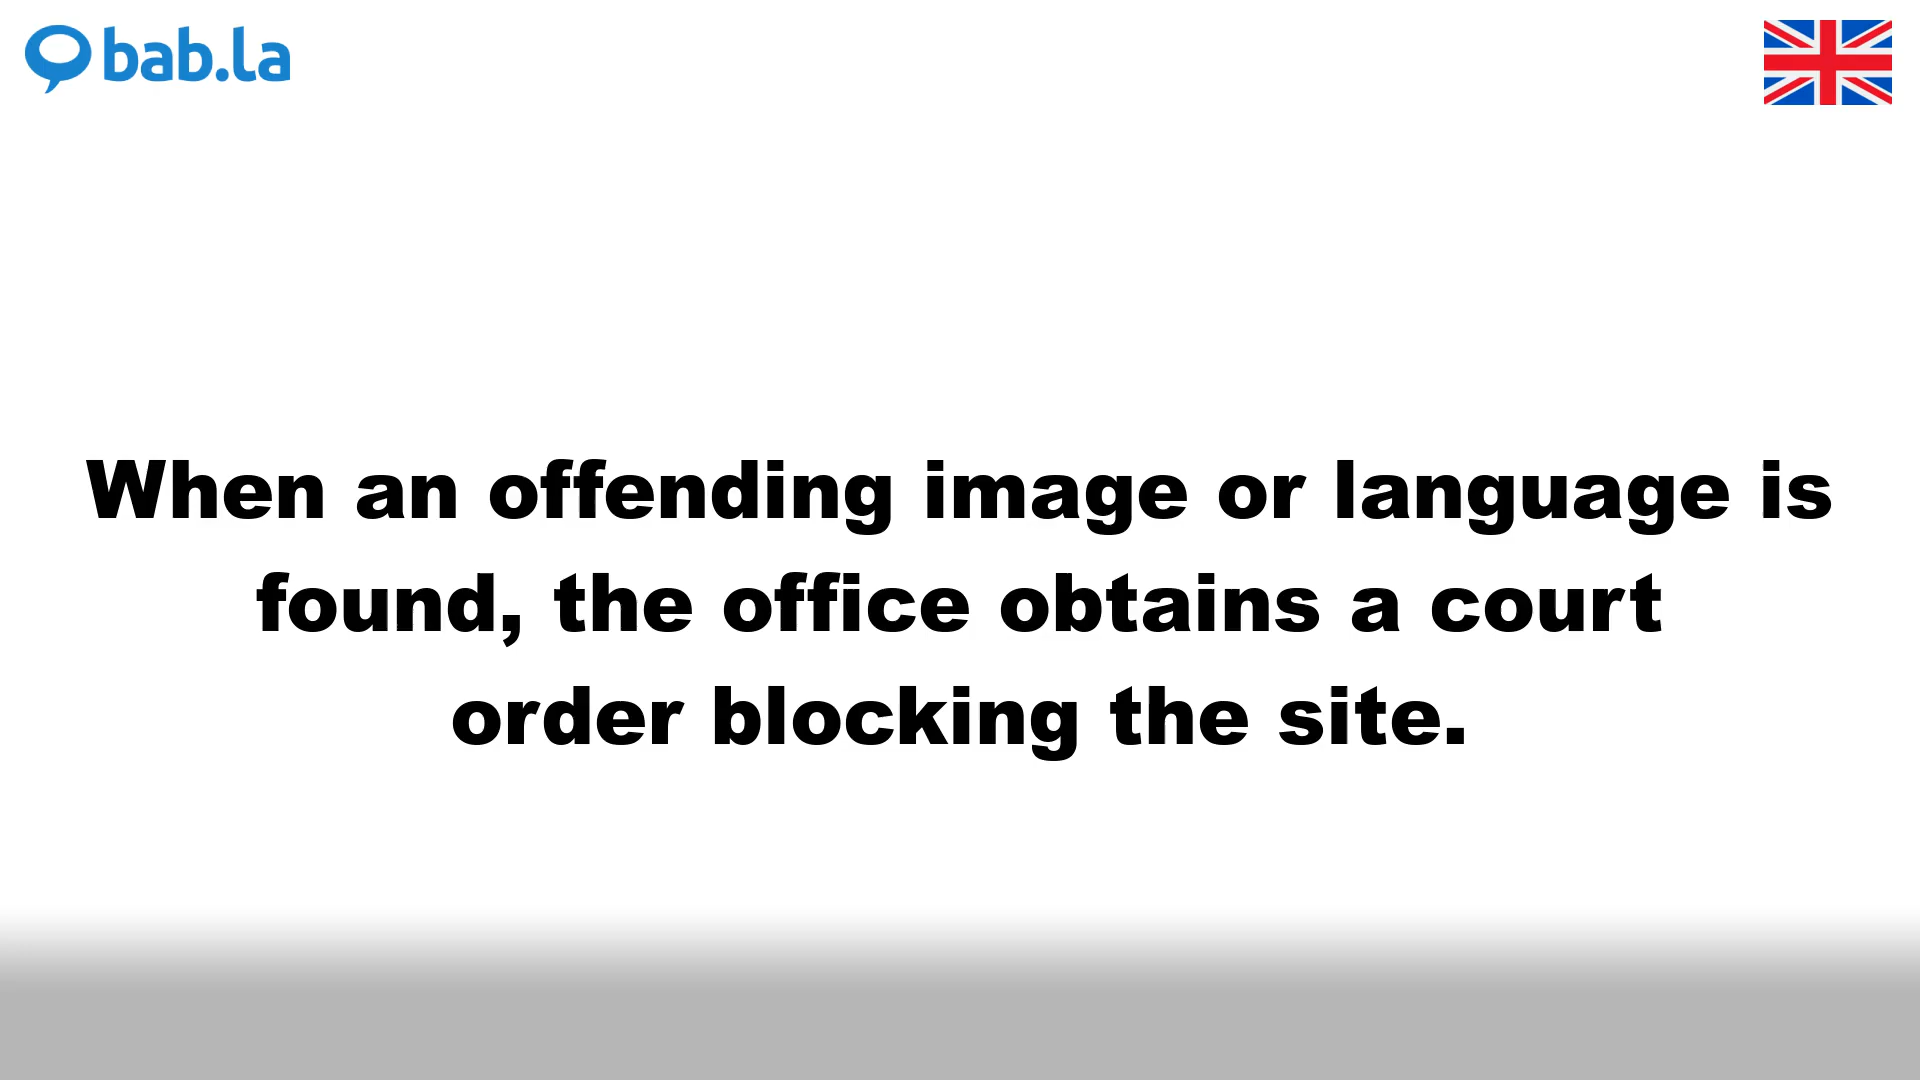 bab.la
When an offending image or language is
found, the office obtains a court
order blocking the site.